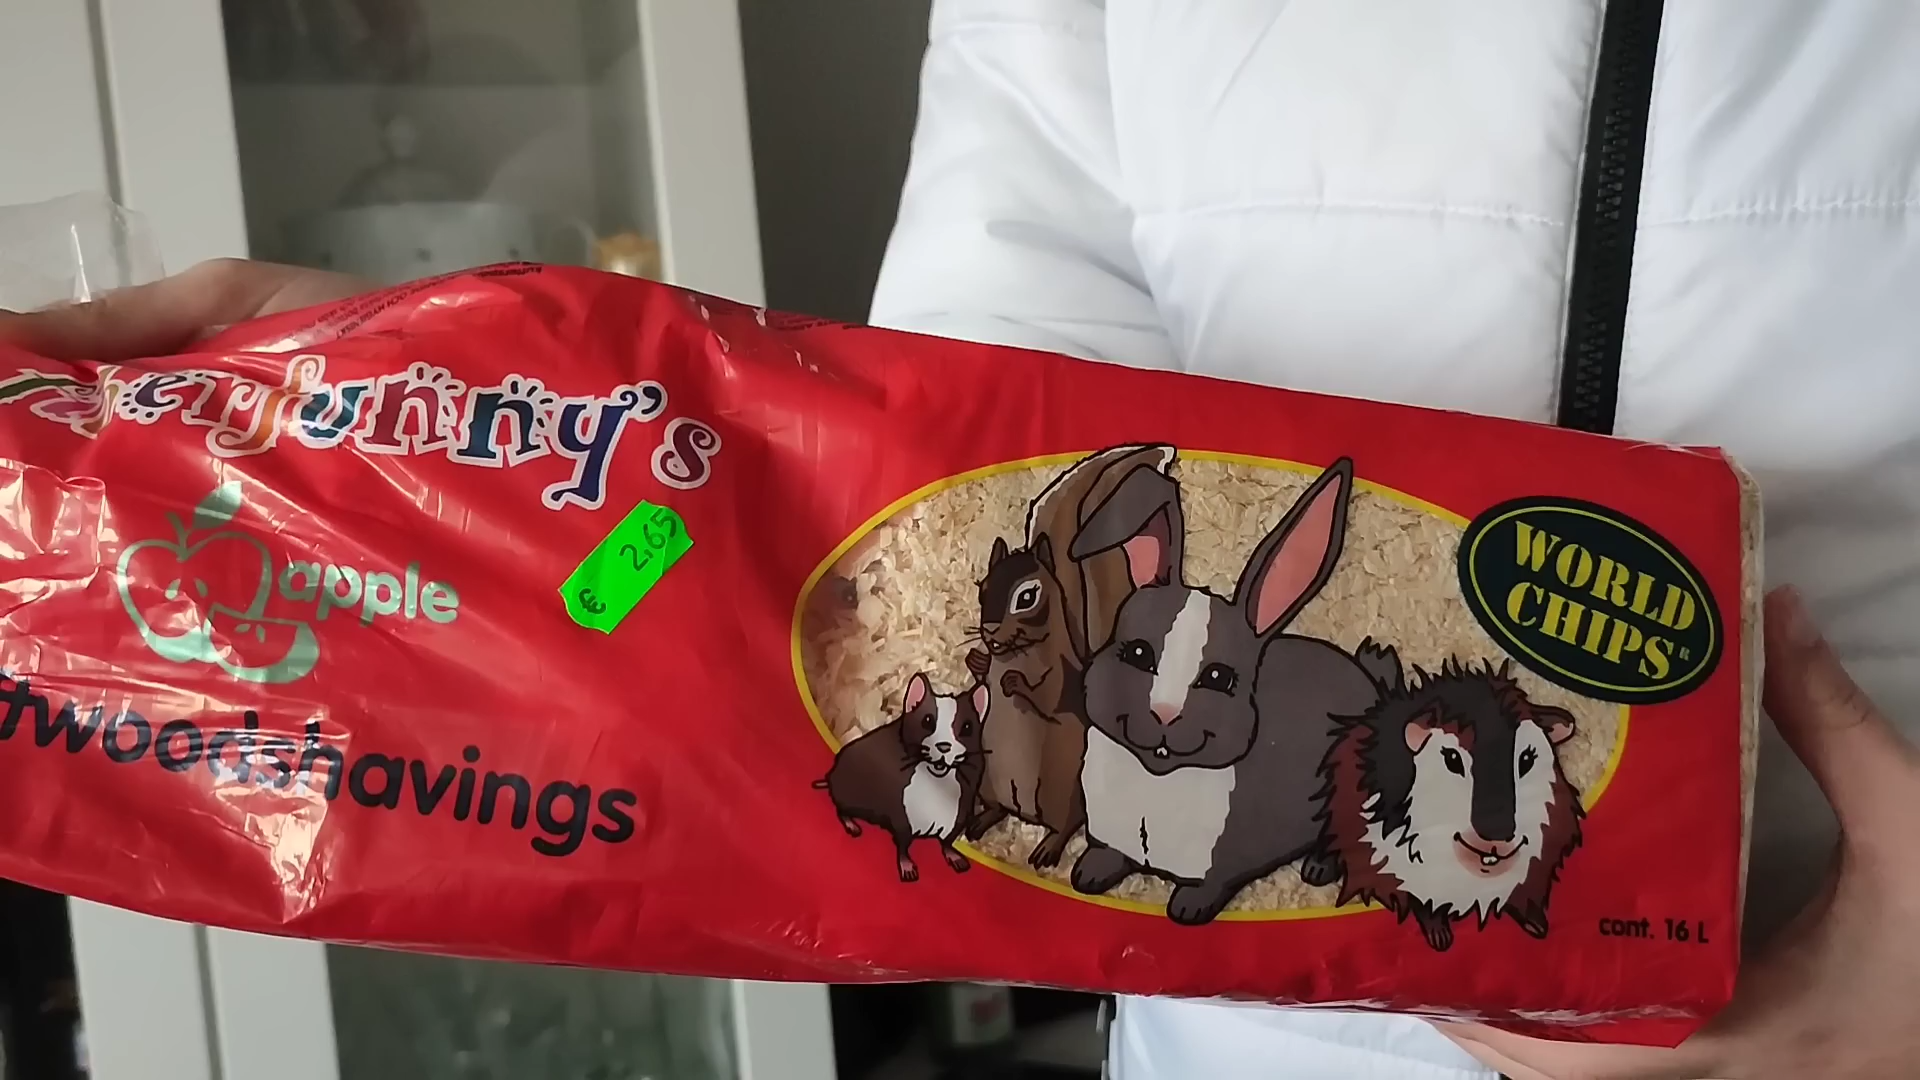 erfunny's
apple
twoodshavings
€ 2.65
WORLD
CHIPS®
cont. 16 L